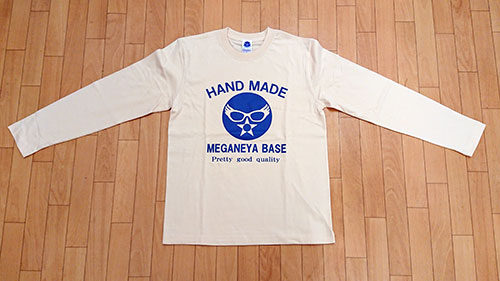 HAND MADE
MEGANEYA BASE
Pretty good quality